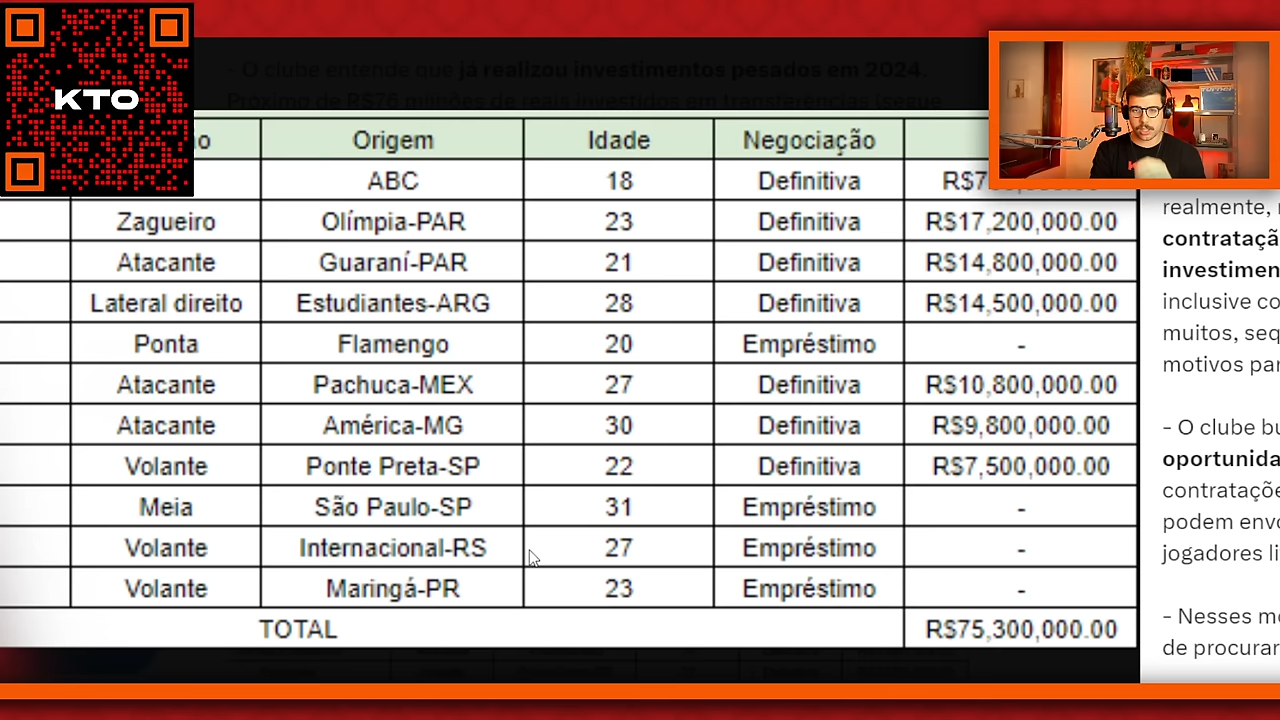 KTO
- O clube entende que já realizou investimentos pesados em 2024.
Origem Idade Negociação
ABC 18 Definitiva
Zagueiro Olímpia-PAR 23 Definitiva R$17,200,000.00
Atacante Guaraní-PAR 21 Definitiva R$14,800,000.00
Lateral direito Estudiantes-ARG 28 Definitiva R$14,500,000.00
Ponta Flamengo 20 Empréstimo -
Atacante Pachuca-MEX 27 Definitiva R$10,800,000.00
Atacante América-MG 30 Definitiva R$9,800,000.00
Volante Ponte Preta-SP 22 Definitiva R$7,500,000.00
Meia São Paulo-SP 31 Empréstimo -
Volante Internacional-RS 27 Empréstimo -
Volante Maringá-PR 23 Empréstimo -
TOTAL R$75,300,000.00
realmente,
contrataçã
investimen
inclusive co
muitos, seq
motivos par
- O clube bu
oportunida
contrataçõe
podem envo
jogadores li
- Nesses mo
de procurar